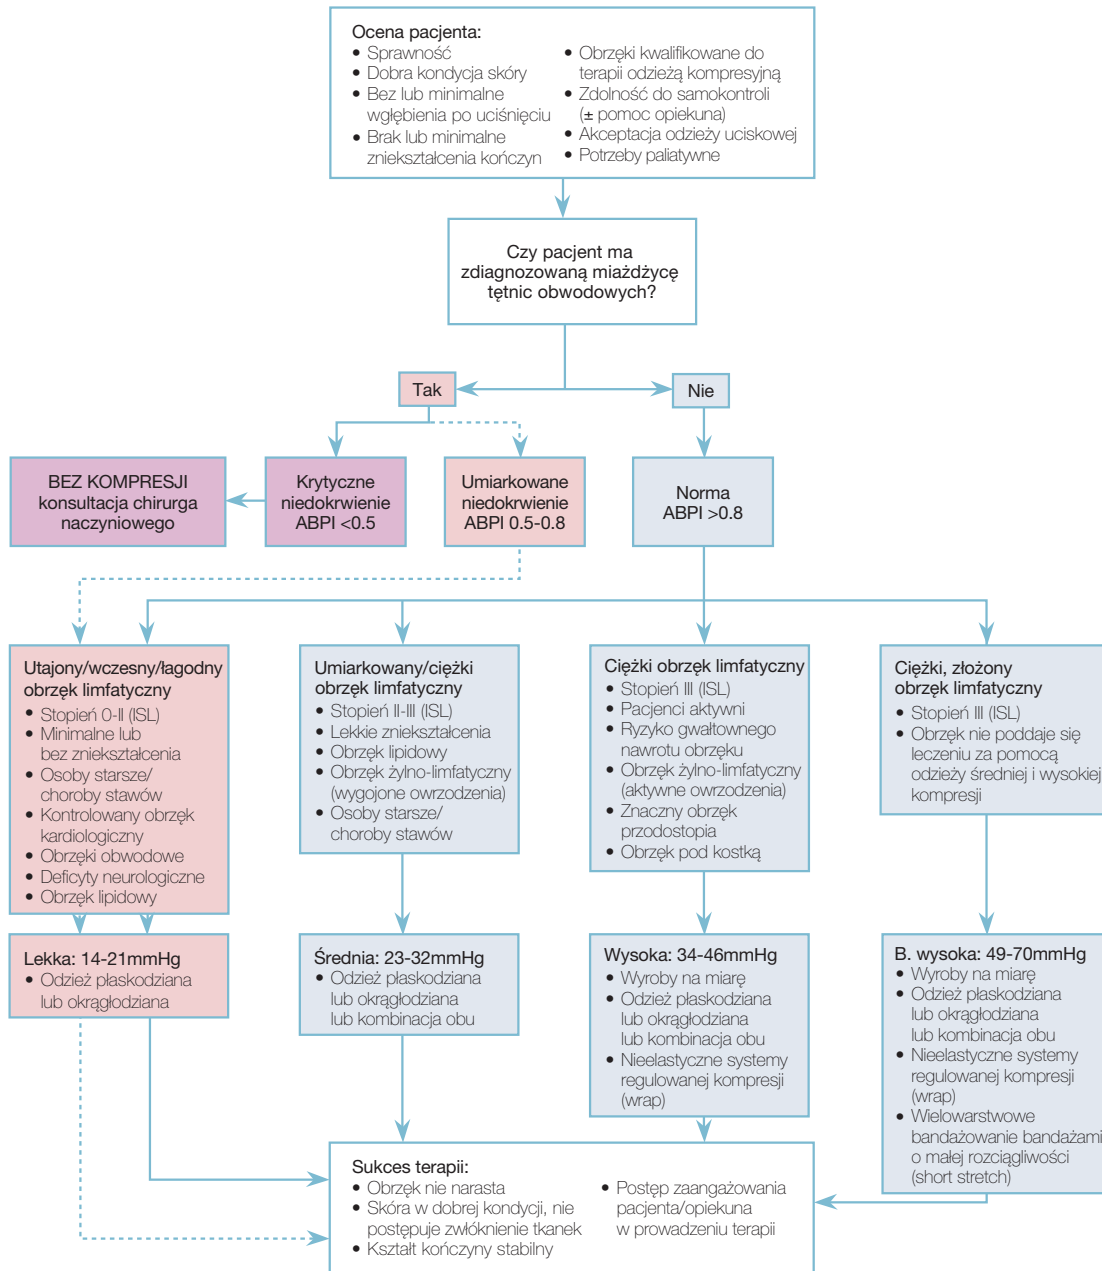 Ocena pacjenta:
• Sprawność
• Dobra kondycja skóry
• Bez lub minimalne
wgłębienia po uciśnięciu
• Brak lub minimalne
zniekształcenia kończyn
• Obrzęki kwalifikowane do
terapii odzieżą kompresyjną
• Zdolność do samokontroli
(± pomoc opiekuna)
• Akceptacja odzieży uciskowej
• Potrzeby paliatywne
Czy pacjent ma
zdiagnozowaną miażdżycę
tętnic obwodowych?
Tak
Nie
BEZ KOMPRESJI
konsultacja chirurga
naczyniowego
Krytyczne
niedokrwienie
ABPI <0.5
Umiarkowane
niedokrwienie
ABPI 0.5-0.8
Norma
ABPI >0.8
Utajony/wczesny/łagodny
obrzęk limfatyczny
• Stopień 0-II (ISL)
• Minimalne lub
bez zniekształcenia
• Osoby starsze/
choroby stawów
• Kontrolowany obrzęk
kardiologiczny
• Obrzęki obwodowe
• Deficyty neurologiczne
• Obrzęk lipidowy
Umiarkowany/ciężki
obrzęk limfatyczny
• Stopień II-III (ISL)
• Lekkie zniekształcenia
• Obrzęk lipidowy
• Obrzęk żylno-limfatyczny
(wygojone owrzodzenia)
• Osoby starsze/
choroby stawów
Ciężki obrzęk limfatyczny
• Stopień III (ISL)
• Pacjenci aktywni
• Ryzyko gwałtownego
nawrotu obrzęku
• Obrzęk żylno-limfatyczny
(aktywne owrzodzenia)
• Znaczny obrzęk
przodostopia
• Obrzęk pod kostką
Ciężki, złożony
obrzęk limfatyczny
• Stopień III (ISL)
• Obrzęk nie poddaje się
leczeniu za pomocą
odzieży średniej i wysokiej
kompresji
Lekka: 14-21mmHg
• Odzież płaskodziana
lub okrągłodziana
Średnia: 23-32mmHg
• Odzież płaskodziana
lub okrągłodziana
lub kombinacja obu
Wysoka: 34-46mmHg
• Wyroby na miarę
• Odzież płaskodziana
lub okrągłodziana
lub kombinacja obu
• Nieelastyczne systemy
regulowanej kompresji
(wrap)
B. wysoka: 49-70mmHg
• Wyroby na miarę
• Odzież płaskodziana
lub okrągłodziana
lub kombinacja obu
• Nieelastyczne systemy
regulowanej kompresji
(wrap)
• Wielowarstwowe
bandażowanie bandażami
o małej rozciągliwości
(short stretch)
Sukces terapii:
• Obrzęk nie narasta
• Skóra w dobrej kondycji, nie
postępuje zwłóknienie tkanek
• Kształt kończyny stabilny
• Postęp zaangażowania
pacjenta/opiekuna
w prowadzeniu terapii